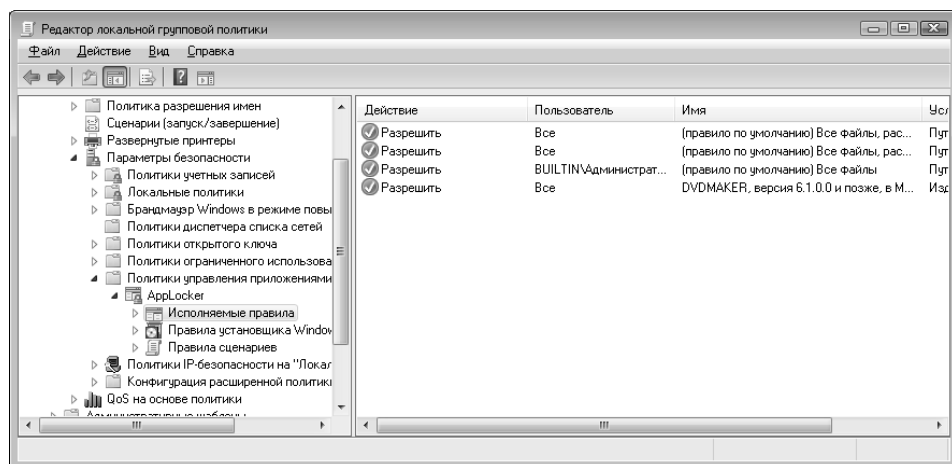 Редактор локальной групповой политики
Файл Действие Вид Справка
Политика разрешения имен
Сценарии (запуск/завершение)
Развернутые принтеры
Параметры безопасности
Политики учетных записей
Локальные политики
Брандмауэр Windows в режиме повы
Политики диспетчера списка сетей
Политики открытого ключа
Политики ограниченного использова
Политики управления приложениями
AppLocker
Исполняемые правила
Правила установщика Window
Правила сценариев
Политики IP-безопасности на "Локал
Конфигурация расширенной политики
QoS на основе политики
Административные шаблоны
Действие Пользователь Имя Усл
Разрешить Все (правило по умолчанию) Все файлы, рас... Пут
Разрешить Все (правило по умолчанию) Все файлы, рас... Пут
Разрешить BUILTIN\Администрат... (правило по умолчанию) Все файлы Пут
Разрешить Все DVDMAKER, версия 6.1.0.0 и позже, в М... Изд